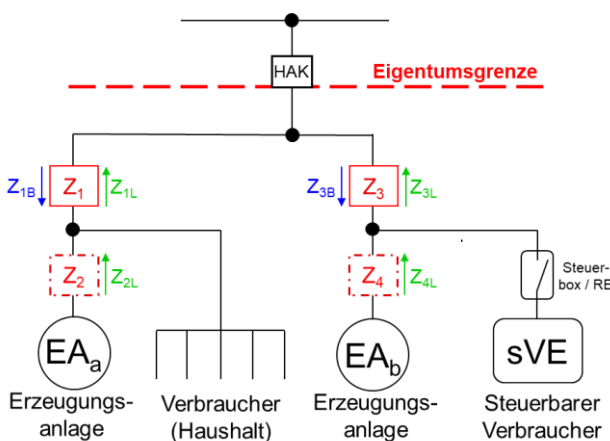 HAK
Eigentumsgrenze
Z1B
Z1
Z1L
Z3B
Z3
Z3L
Z2
Z2L
Z4
Z4L
Steuer-
box / RE
EAa
EAb
sVE
Erzeugungs-
anlage
Verbraucher
(Haushalt)
Erzeugungs-
anlage
Steuerbarer
Verbraucher